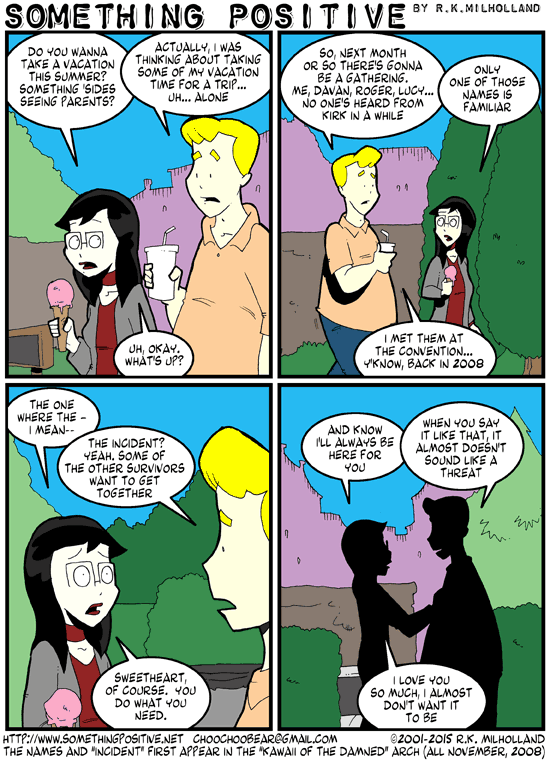 SOMETHING POSITIVE BY R.K.MILHOLLAND
DO YOU WANNA
TAKE A VACATION
THIS SUMMER?
SOMETHING 'SIDES
SEEING PARENTS?
ACTUALLY, I WAS
THINKING ABOUT TAKING
SOME OF MY VACATION
TIME FOR A TRIP...
UH... ALONE
UH, OKAY.
WHAT'S UP?
SO, NEXT MONTH
OR SO THERE'S GONNA
BE A GATHERING.
ME, DAVAN, ROGER, LUCY...
NO ONE'S HEARD FROM
KIRK IN A WHILE
ONLY
ONE OF THOSE
NAMES IS
FAMILIAR
I MET THEM AT
THE CONVENTION...
Y'KNOW, BACK IN 2008
THE ONE
WHERE THE -
I MEAN--
THE INCIDENT?
YEAH. SOME OF
THE OTHER SURVIVORS
WANT TO GET
TOGETHER
SWEETHEART,
OF COURSE. YOU
DO WHAT YOU
NEED.
AND KNOW
I'LL ALWAYS BE
HERE FOR
YOU
WHEN YOU SAY
IT LIKE THAT, IT
ALMOST DOESN'T
SOUND LIKE A
THREAT
I LOVE YOU
SO MUCH, I ALMOST
DON'T WANT IT
TO BE
HTTP://WWW.SOMETHINGPOSITIVE.NET CHOOCHOOBEAR@GMAIL.COM ©2001-2015 R.K. MILHOLLAND
THE NAMES AND "INCIDENT" FIRST APPEAR IN THE "KAWAII OF THE DAMNED" ARCH (ALL NOVEMBER, 2008)